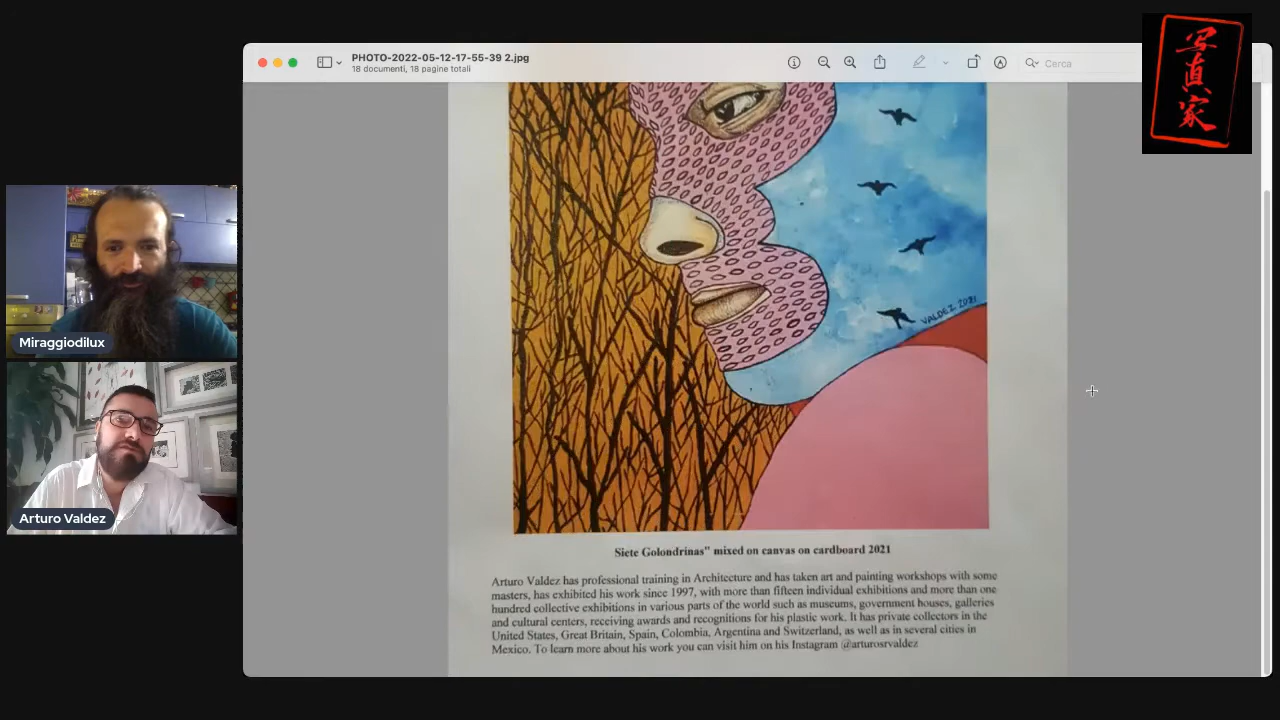 PHOTO-2022-05-12-17-55-39 2.jpg
18 documenti, 18 pagine totali
Cerca
写
真
家
Miraggiodilux
Arturo Valdez
VALDEZ 2021
Siete Golondrinas" mixed on canvas on cardboard 2021
Arturo Valdez has professional training in Architecture and has taken art and painting workshops with some
masters, has exhibited his work since 1997, with more than fifteen individual exhibitions and more than one
hundred collective exhibitions in various parts of the world such as museums, government houses, galleries
and cultural centers, receiving awards and recognitions for his plastic work. It has private collectors in the
United States, Great Britain, Spain, Colombia, Argentina and Switzerland, as well as in several cities in
Mexico. To learn more about his work you can visit him on his Instagram @arturosrvaldez